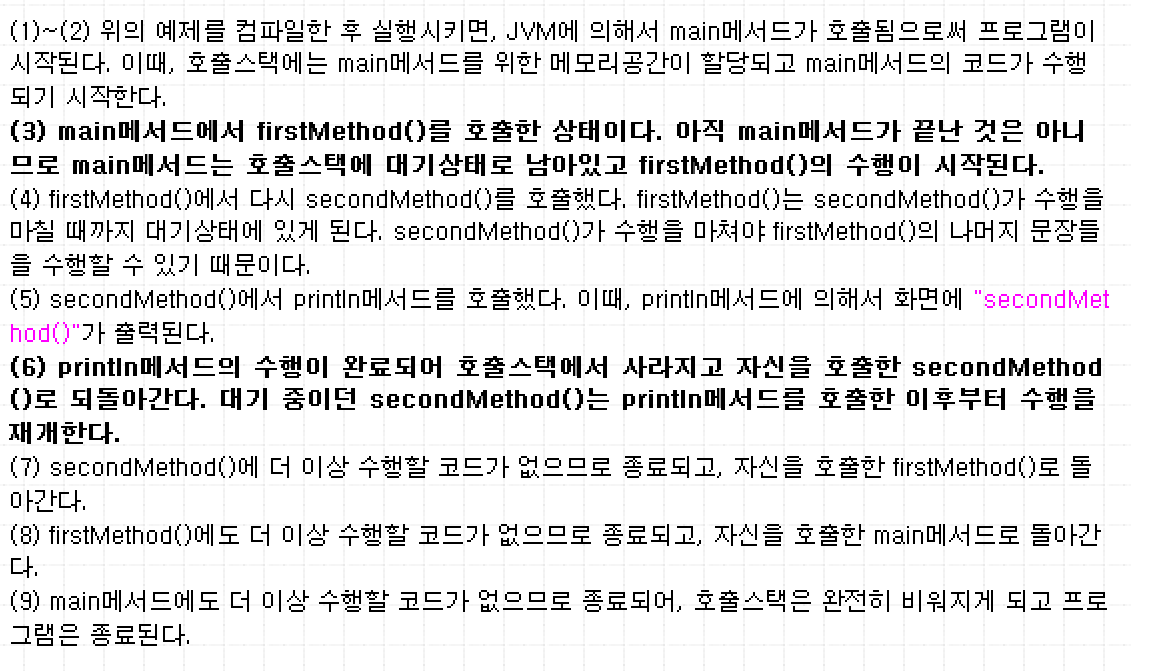 (1)~(2) 위의 예제를 컴파일한 후 실행시키면, JVM에 의해서 main메서드가 호출됨으로써 프로그램이
시작된다. 이때, 호출스택에는 main메서드를 위한 메모리공간이 할당되고 main메서드의 코드가 수행
되기 시작한다.
(3) main메서드에서 firstMethod()를 호출한 상태이다. 아직 main메서드가 끝난 것은 아니
므로 main메서드는 호출스택에 대기상태로 남아있고 firstMethod()의 수행이 시작된다.
(4) firstMethod()에서 다시 secondMethod()를 호출했다. firstMethod()는 secondMethod()가 수행을
마칠 때까지 대기상태에 있게 된다. secondMethod()가 수행을 마쳐야 firstMethod()의 나머지 문장들
을 수행할 수 있기 때문이다.
(5) secondMethod()에서 println메서드를 호출했다. 이때, println메서드에 의해서 화면에 "secondMet
hod()"가 출력된다.
(6) println메서드의 수행이 완료되어 호출스택에서 사라지고 자신을 호출한 secondMethod
()로 되돌아간다. 대기 중이던 secondMethod()는 println메서드를 호출한 이후부터 수행을
재개한다.
(7) secondMethod()에 더 이상 수행할 코드가 없으므로 종료되고, 자신을 호출한 firstMethod()로 돌
아간다.
(8) firstMethod()에도 더 이상 수행할 코드가 없으므로 종료되고, 자신을 호출한 main메서드로 돌아간
다.
(9) main메서드에도 더 이상 수행할 코드가 없으므로 종료되어, 호출스택은 완전히 비워지게 되고 프로
그램은 종료된다.